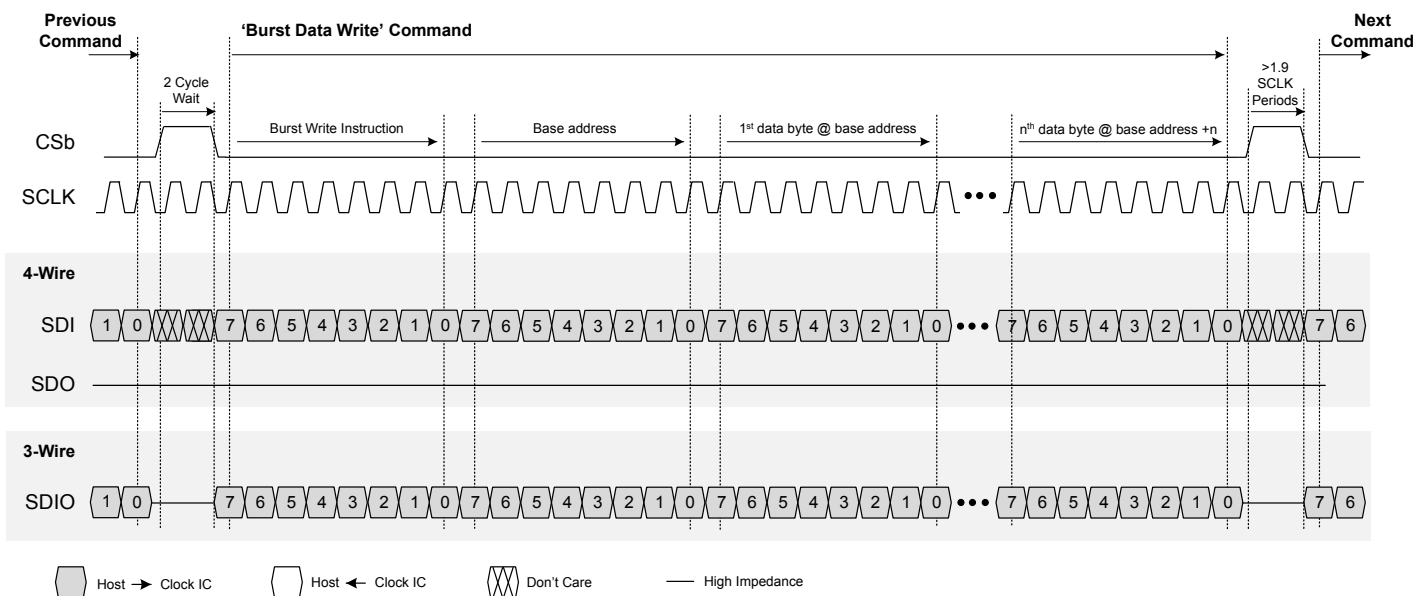 Previous
Command
'Burst Data Write' Command
Next
Command
2 Cycle
Wait
>1.9
SCLK
Periods
CSb
Burst Write Instruction
Base address
1st data byte @ base address
nth data byte @ base address +n
SCLK
•••
4-Wire
SDI 1 0 7 6 5 4 3 2 1 0 7 6 5 4 3 2 1 0 7 6 5 4 3 2 1 0 ••• 7 6 5 4 3 2 1 0 7 6
SDO
3-Wire
SDIO 1 0 7 6 5 4 3 2 1 0 7 6 5 4 3 2 1 0 7 6 5 4 3 2 1 0 ••• 7 6 5 4 3 2 1 0 7 6
Host → Clock IC
Host ← Clock IC
Don't Care
High Impedance